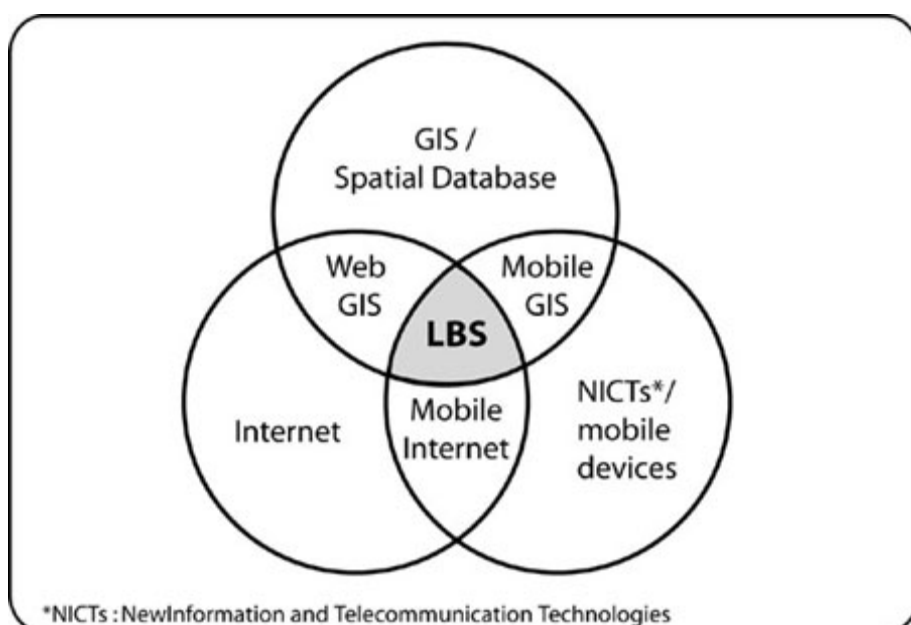 GIS /
Spatial Database
Web
GIS
Mobile
GIS
LBS
Internet
Mobile
Internet
NICTs*/
mobile
devices
*NICTs : NewInformation and Telecommunication Technologies